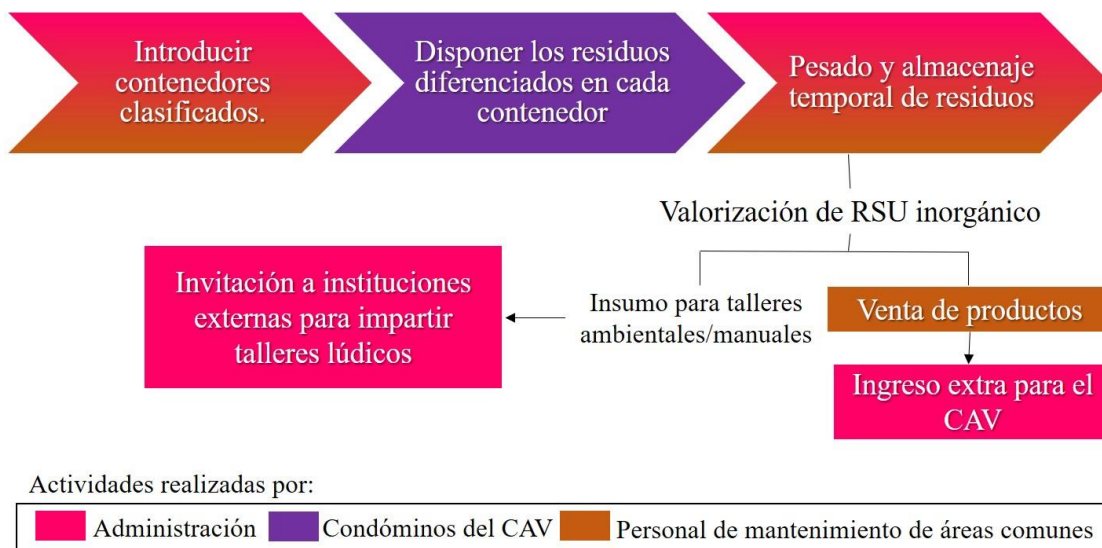 Introducir
contenedores
clasificados.
Disponer los residuos
diferenciados en cada
contenedor
Pesado y almacenaje
temporal de residuos
Valorización de RSU inorgánico
Invitación a instituciones
externas para impartir
talleres lúdicos
Insumo para talleres
ambientales/manuales
Venta de productos
Ingreso extra para el
CAV
Actividades realizadas por:
Administración
Condóminos del CAV
Personal de mantenimiento de áreas comunes